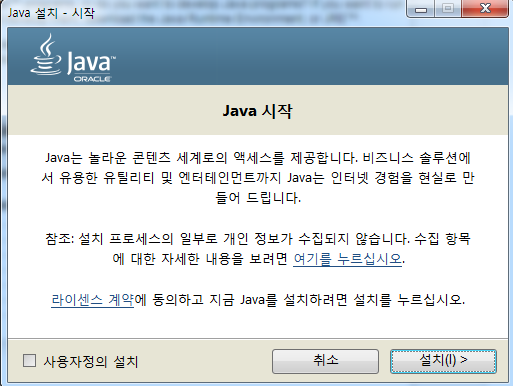 Java 설치 - 시작
Java™
ORACLE
Java 시작
Java는 놀라운 콘텐츠 세계로의 액세스를 제공합니다. 비즈니스 솔루션에
서 유용한 유틸리티 및 엔터테인먼트까지 Java는 인터넷 경험을 현실로 만
들어 드립니다.
참조: 설치 프로세스의 일부로 개인 정보가 수집되지 않습니다. 수집 항목
에 대한 자세한 내용을 보려면 여기를 누르십시오.
라이센스 계약에 동의하고 지금 Java를 설치하려면 설치를 누르십시오.
사용자정의 설치
취소
설치(I) >